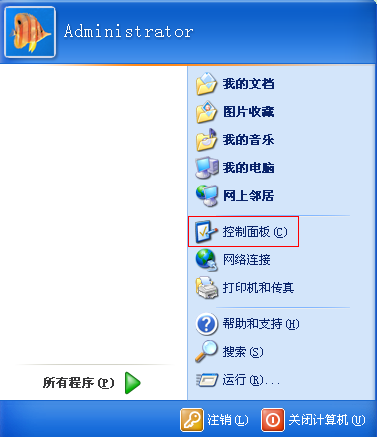 Administrator
我的文档
图片收藏
我的音乐
我的电脑
网上邻居
控制面板(C)
网络连接
打印机和传真
帮助和支持(H)
搜索(S)
运行(R)...
所有程序(P)
注销(L) 关闭计算机(U)